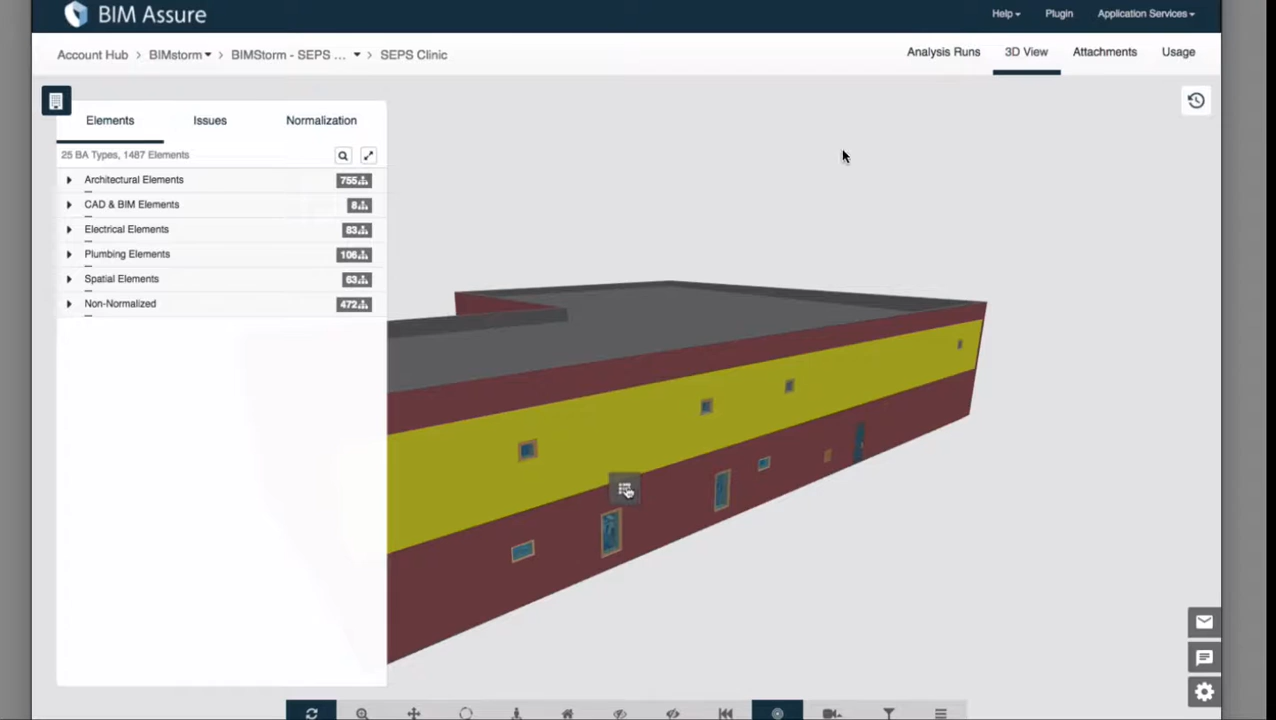 BIM Assure
Help Plugin Application Services
Account Hub > BIMstorm > BIMStorm - SEPS ... > SEPS Clinic
Analysis Runs 3D View Attachments Usage
Elements Issues Normalization
25 BA Types, 1487 Elements
Architectural Elements 755
CAD & BIM Elements 8
Electrical Elements 83
Plumbing Elements 106
Spatial Elements 63
Non-Normalized 472